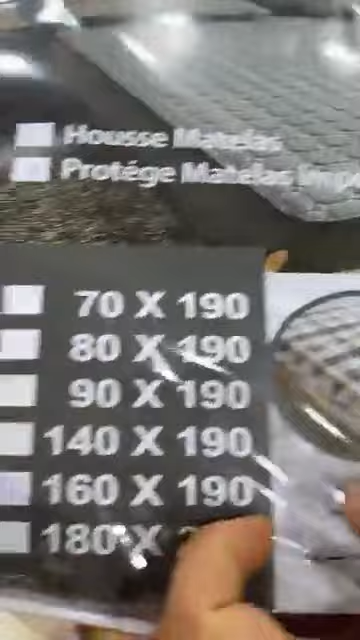 Housse Matelas
Protége Matelas
70 X 190
80 X 190
90 X 190
140 X 190
160 X 190
180 X